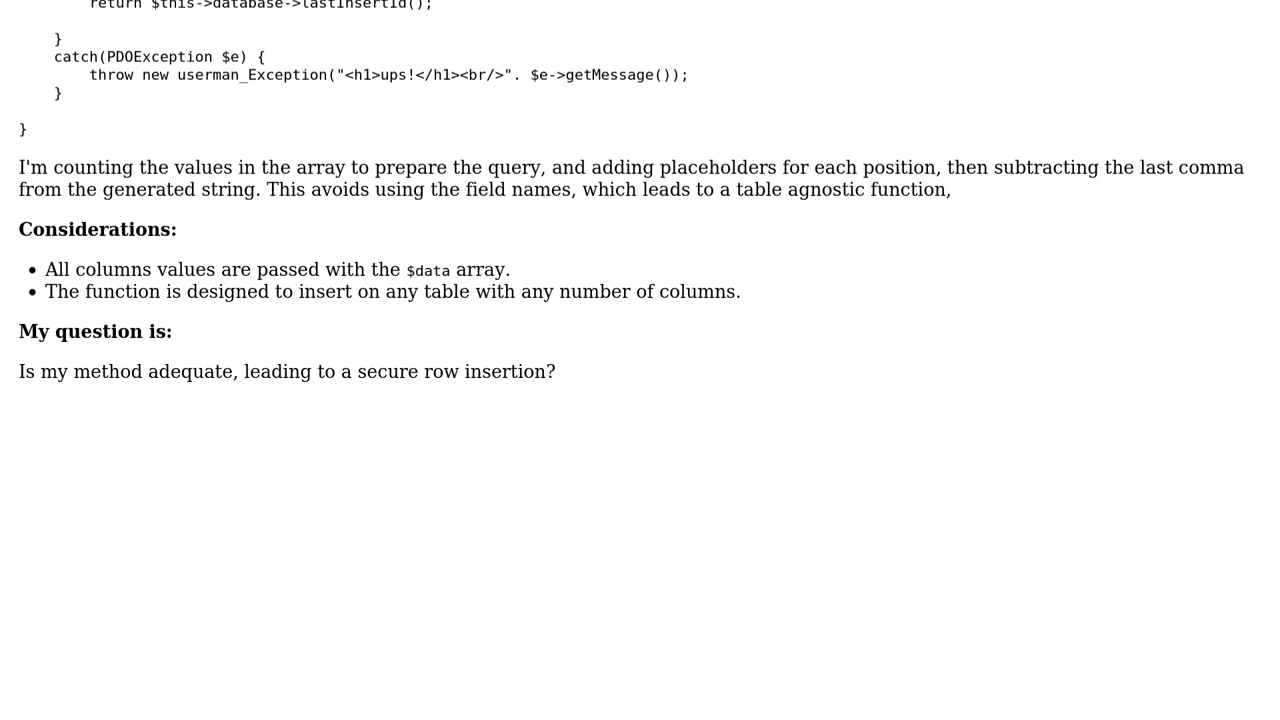 return $this->database->lastInsertId();
}
catch(PDOException $e) {
throw new userman_Exception("<h1>ups!</h1><br/>". $e->getMessage());
}
}
I'm counting the values in the array to prepare the query, and adding placeholders for each position, then subtracting the last comma
from the generated string. This avoids using the field names, which leads to a table agnostic function,
Considerations:
• All columns values are passed with the $data array.
• The function is designed to insert on any table with any number of columns.
My question is:
Is my method adequate, leading to a secure row insertion?